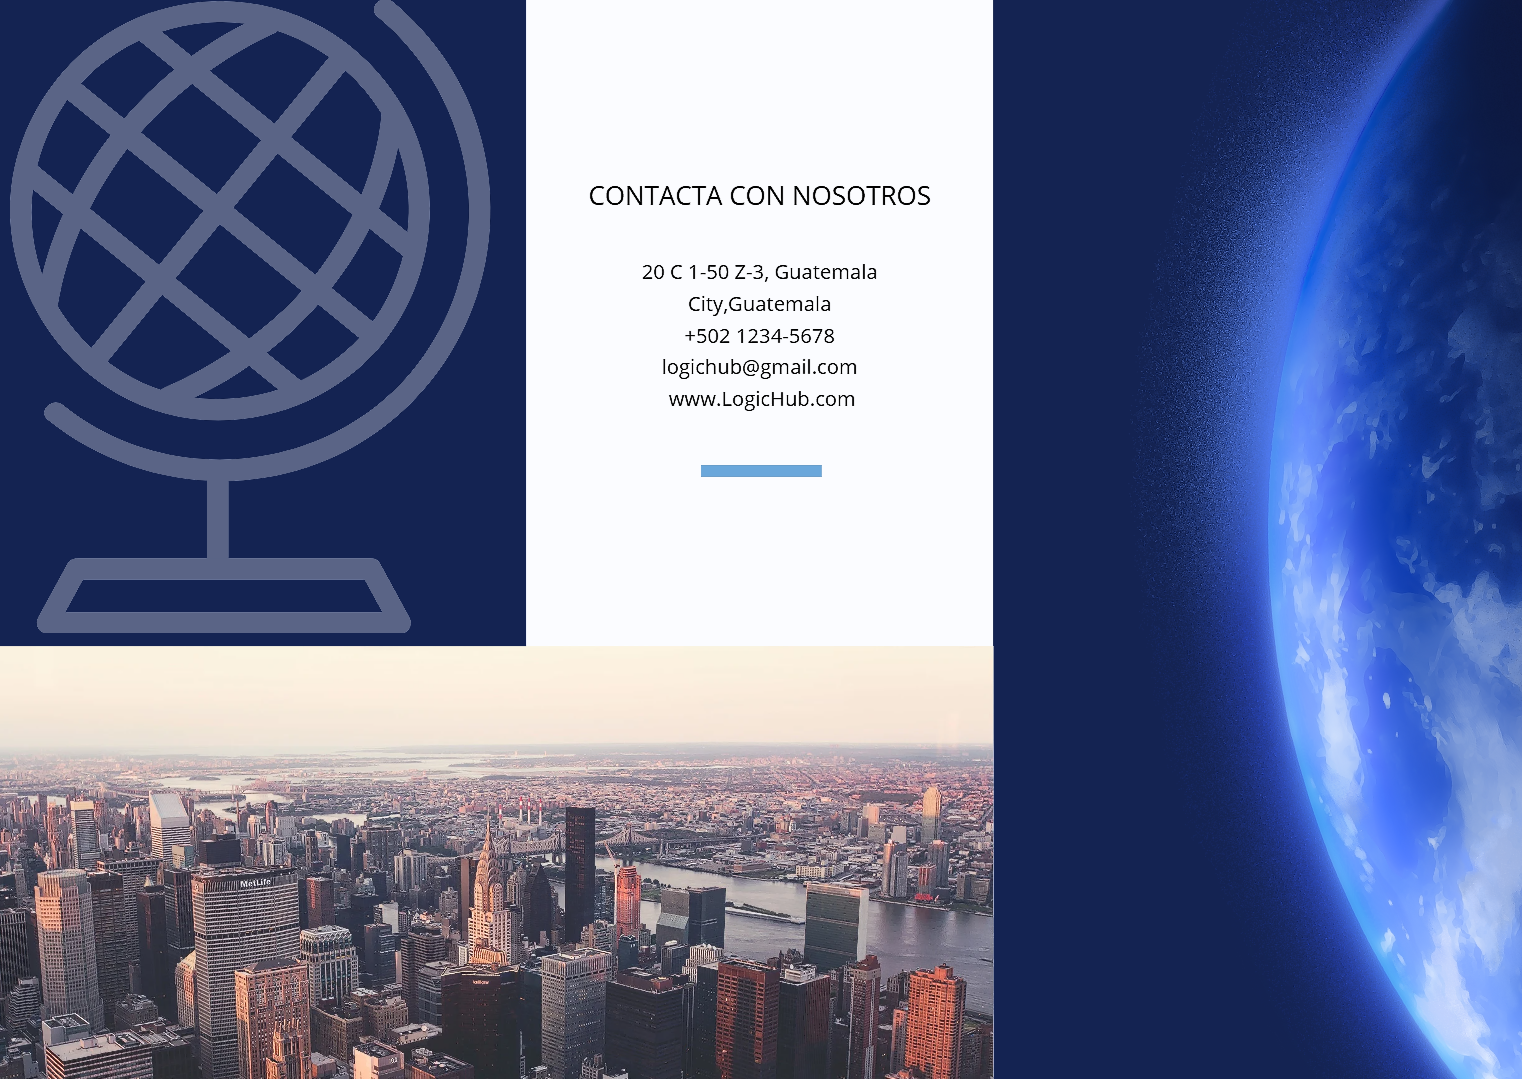 CONTACTA CON NOSOTROS
20 C 1-50 Z-3, Guatemala
City,Guatemala
+502 1234-5678
logichub@gmail.com
www.LogicHub.com
MetLife